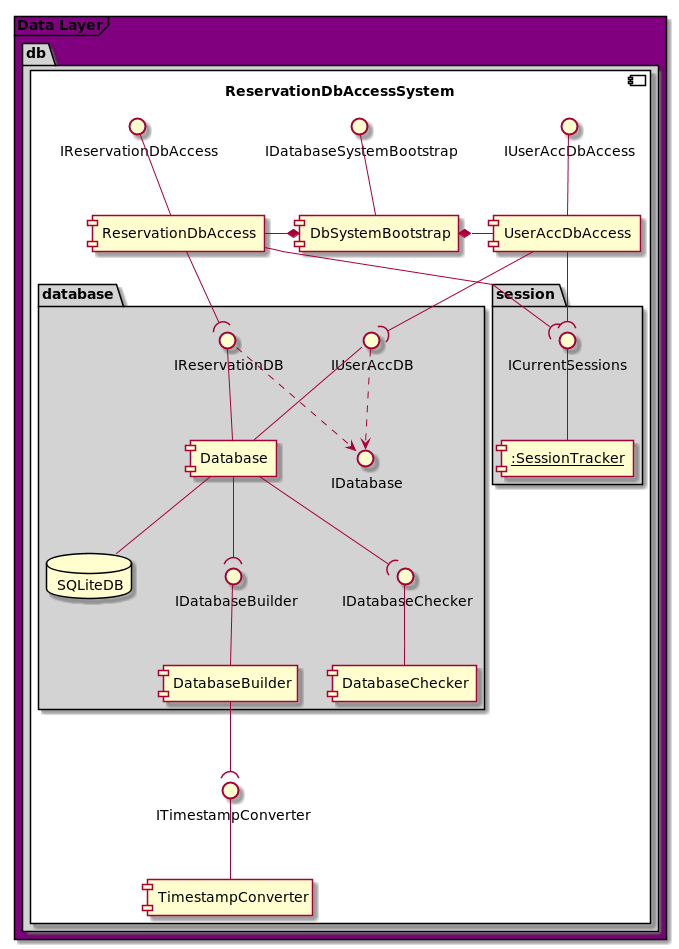 Data Layer
db
ReservationDbAccessSystem
IReservationDbAccess
IDatabaseSystemBootstrap
IUserAccDbAccess
ReservationDbAccess
DbSystemBootstrap
UserAccDbAccess
database
session
IReservationDB
IUserAccDB
ICurrentSessions
Database
IDatabase
:SessionTracker
SQLiteDB
IDatabaseBuilder
IDatabaseChecker
DatabaseBuilder
DatabaseChecker
ITimestampConverter
TimestampConverter